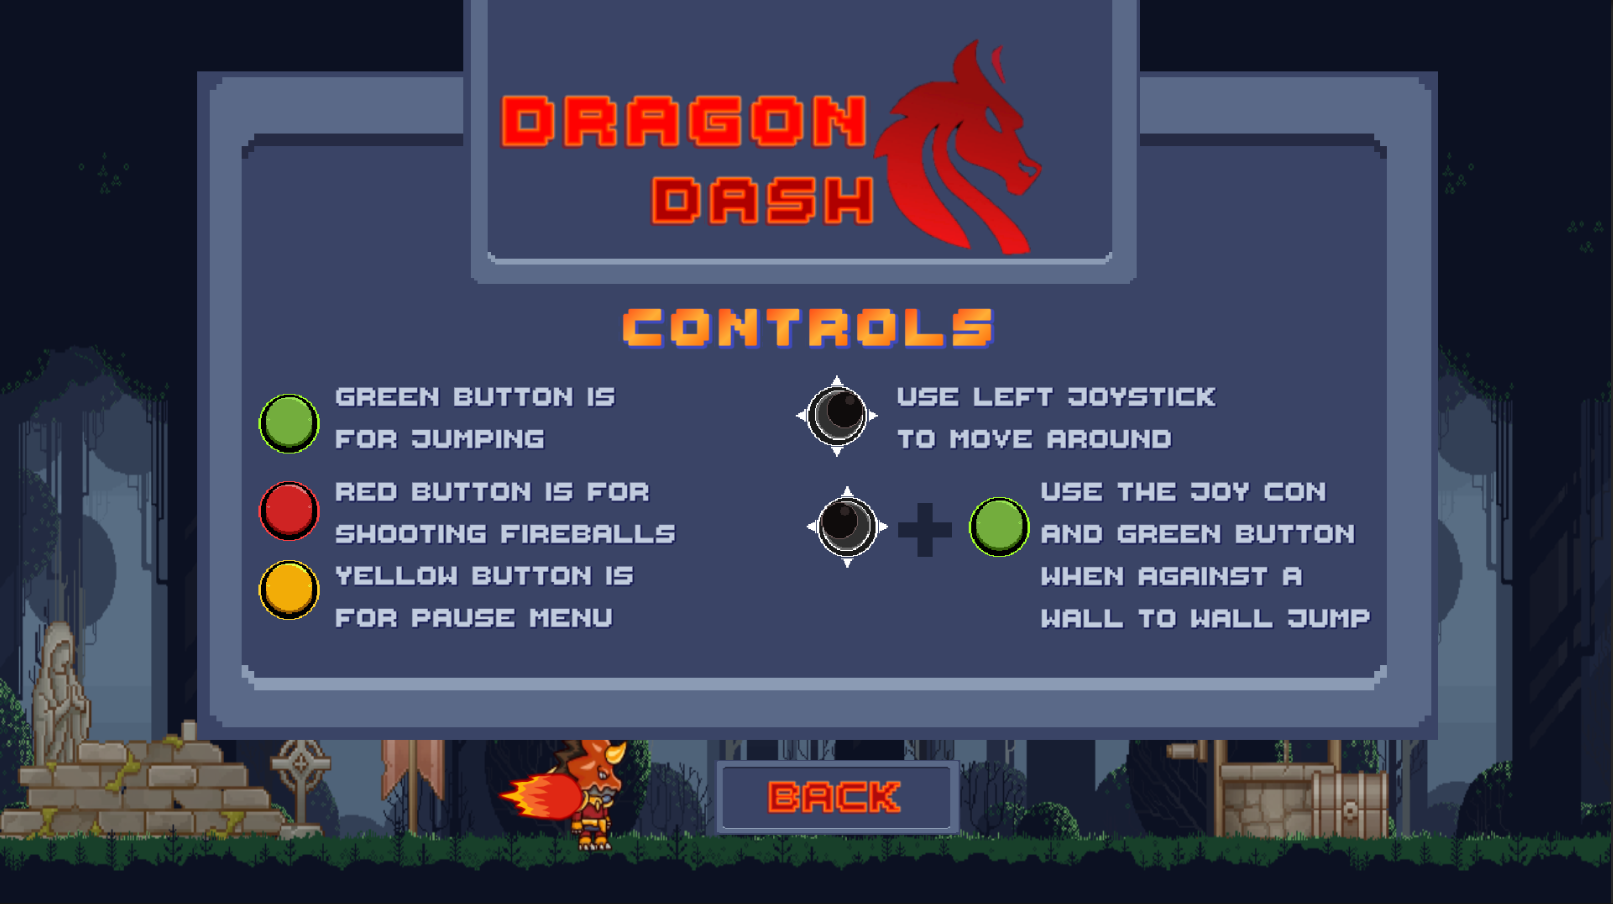 DRAGON
DASH
CONTROLS
GREEN BUTTON IS
FOR JUMPING
RED BUTTON IS FOR
SHOOTING FIREBALLS
YELLOW BUTTON IS
FOR PAUSE MENU
USE LEFT JOYSTICK
TO MOVE AROUND
USE THE JOY CON
AND GREEN BUTTON
WHEN AGAINST A
WALL TO WALL JUMP
BACK